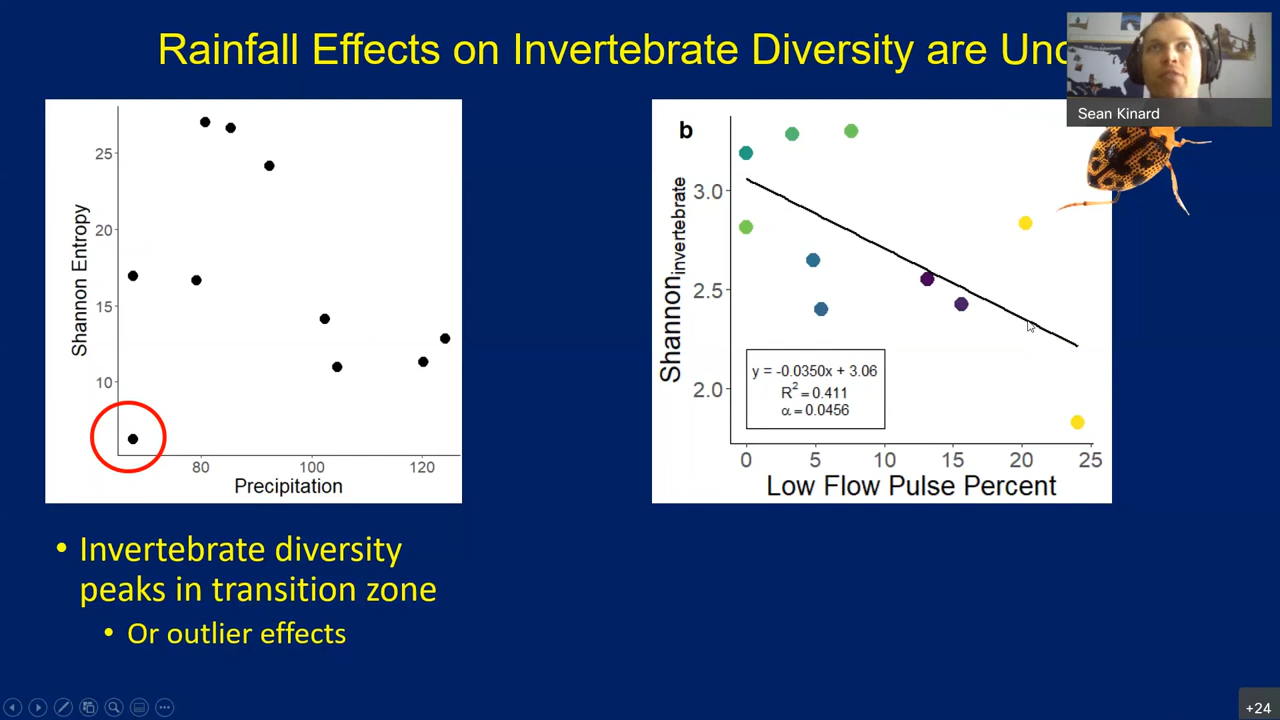 Rainfall Effects on Invertebrate Diversity are
Sean Kinard
Shannon Entropy
25
20
15
10
80 100 120
Precipitation
b
Shannon invertebrate
3.0
2.5
2.0
y = -0.0350x + 3.06
R2 = 0.411
α = 0.0456
0 5 10 15 20 25
Low Flow Pulse Percent
• Invertebrate diversity
peaks in transition zone
• Or outlier effects
+24